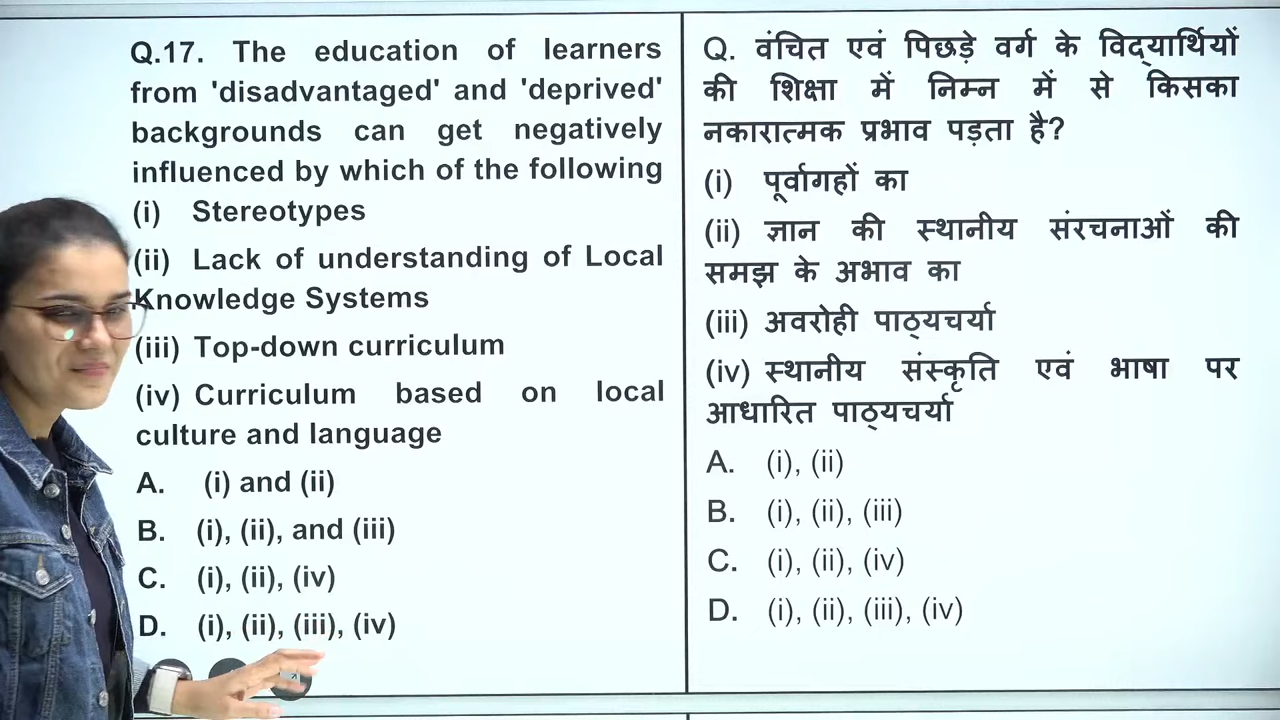 Q.17. The education of learners
from 'disadvantaged' and 'deprived'
backgrounds can get negatively
influenced by which of the following
(i) Stereotypes
(ii) Lack of understanding of Local
Knowledge Systems
(iii) Top-down curriculum
(iv) Curriculum based on local
culture and language
A. (i) and (ii)
B. (i), (ii), and (iii)
C. (i), (ii), (iv)
D. (i), (ii), (iii), (iv)
Q. वंचित एवं पिछड़े वर्ग के विद्यार्थियों
की शिक्षा में निम्न में से किसका
नकारात्मक प्रभाव पड़ता है?
(i) पूर्वागहों का
(ii) ज्ञान की स्थानीय संरचनाओं की
समझ के अभाव का
(iii) अवरोही पाठ्यचर्या
(iv) स्थानीय संस्कृति एवं भाषा पर
आधारित पाठ्यचर्या
A. (i), (ii)
B. (i), (ii), (iii)
C. (i), (ii), (iv)
D. (i), (ii), (iii), (iv)